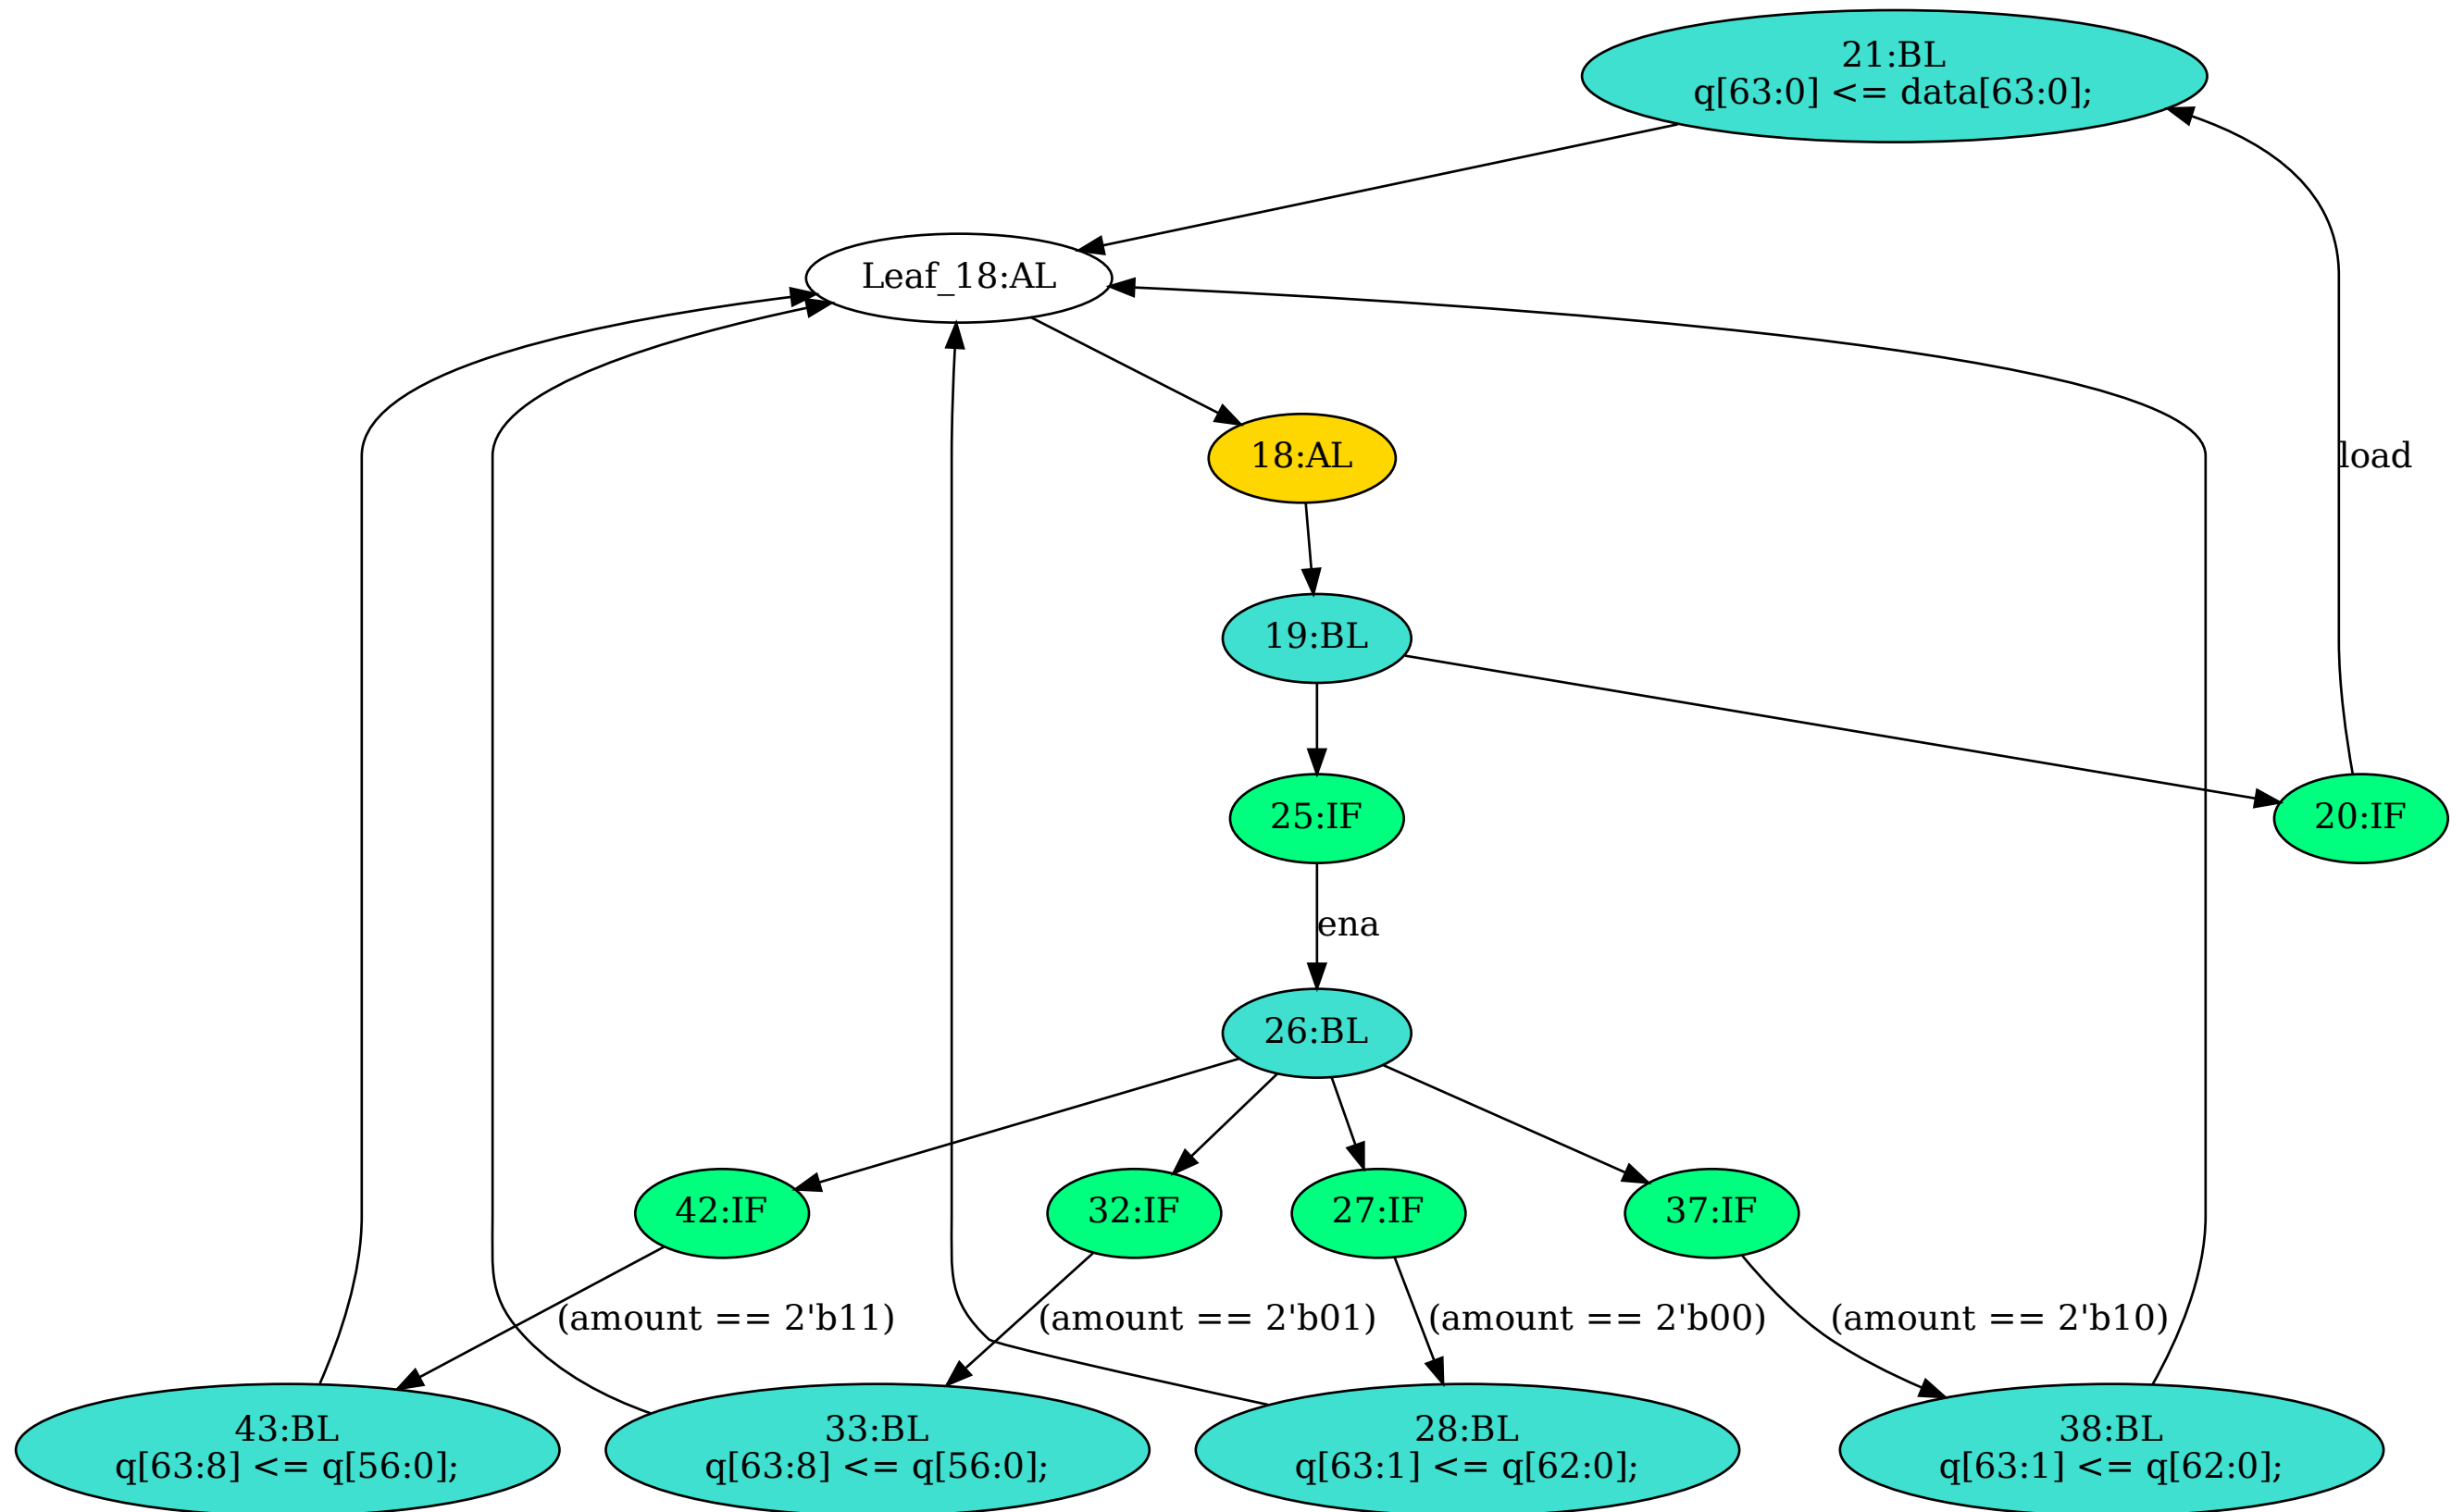 21:BL
q[63:0] <= data[63:0];
Leaf_18:AL
18:AL
load
19:BL
25:IF
20:IF
ena
26:BL
42:IF
32:IF
27:IF
37:IF
(amount == 2'b11)
(amount == 2'b01)
(amount == 2'b00)
(amount == 2'b10)
43:BL
q[63:8] <= q[56:0];
33:BL
q[63:8] <= q[56:0];
28:BL
q[63:1] <= q[62:0];
38:BL
q[63:1] <= q[62:0];